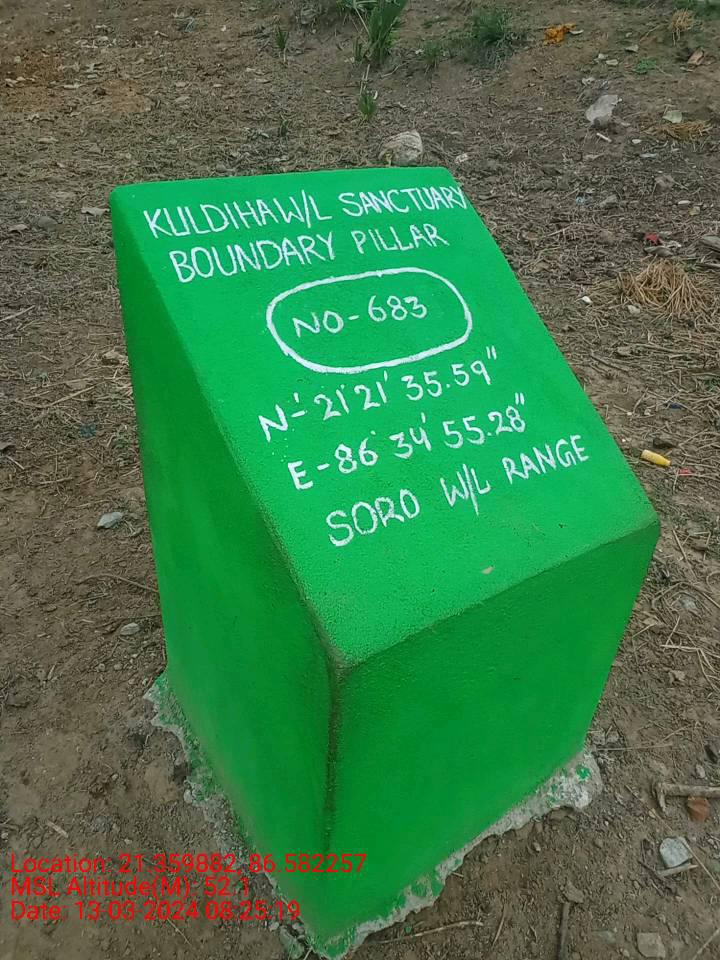 KULDIHA W/L SANCTUARY
BOUNDARY PILLAR
NO-683
N-21°21'35.59"
E-86°34'55.28"
SORO W/L RANGE
Location: 21.359882, 86.582257
MSL Altitude(M): 52.1
Date: 13-03-2024 08:25:19